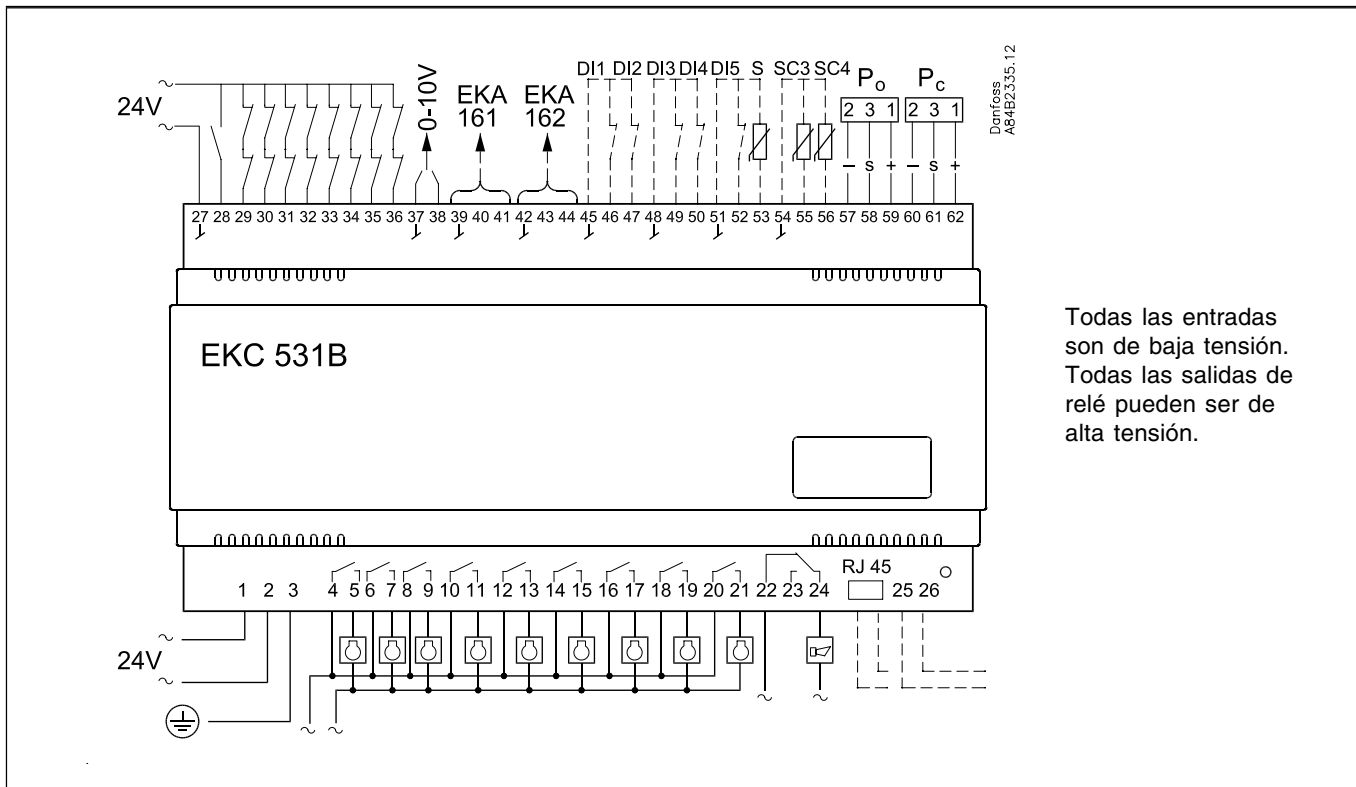 24V
0-10V
EKA
161
EKA
162
DI1 DI2 DI3 DI4 DI5 S SC3 SC4
Po
Pc
2 3 1
2 3 1
– s +
– s +
Danfoss
A84B2335.12
27 28 29 30 31 32 33 34 35 36 37 38 39 40 41 42 43 44 45 46 47 48 49 50 51 52 53 54 55 56 57 58 59 60 61 62
EKC 531B
Todas las entradas
son de baja tensión.
Todas las salidas de
relé pueden ser de
alta tensión.
RJ 45
1 2 3 4 5 6 7 8 9 10 11 12 13 14 15 16 17 18 19 20 21 22 23 24 25 26
24V